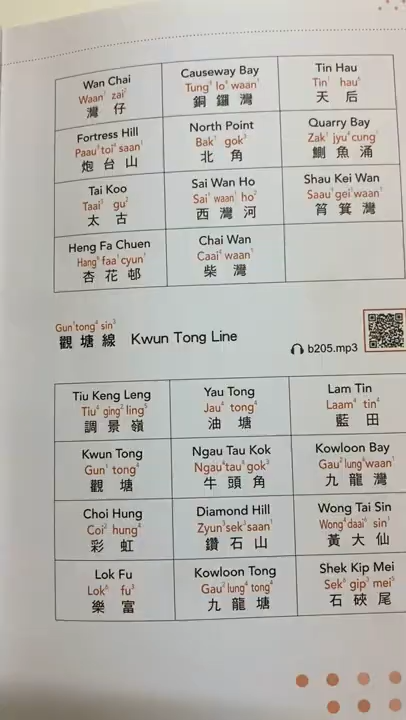 Wan Chai
Waan¹ zai²
灣 仔
Causeway Bay
Tung⁴ lo⁴ waan¹
銅 鑼 灣
Tin Hau
Tin¹ hau⁶
天 后
Fortress Hill
Paau³ toi⁴ saan¹
炮 台 山
North Point
Bak¹ gok³
北 角
Quarry Bay
Zak¹ jyu⁴ cung¹
鰂 魚 涌
Tai Koo
Taai³ gu²
太 古
Sai Wan Ho
Sai¹ waan¹ ho²
西 灣 河
Shau Kei Wan
Saau¹ gei¹ waan¹
筲 箕 灣
Heng Fa Chuen
Hang⁶ faa¹ cyun¹
杏 花 邨
Chai Wan
Caai⁴ waan¹
柴 灣
Gun¹ tong⁴ sin³
觀 塘 線 Kwun Tong Line
b205.mp3
Tiu Keng Leng
Tiu⁴ ging² ling⁵
調 景 嶺
Yau Tong
Jau⁴ tong⁴
油 塘
Lam Tin
Laam⁴ tin⁴
藍 田
Kwun Tong
Gun¹ tong⁴
觀 塘
Ngau Tau Kok
Ngau⁴ tau⁴ gok³
牛 頭 角
Kowloon Bay
Gau² lung⁴ waan¹
九 龍 灣
Choi Hung
Coi² hung⁴
彩 虹
Diamond Hill
Zyun³ sek⁶ saan¹
鑽 石 山
Wong Tai Sin
Wong⁴ daai⁶ sin¹
黃 大 仙
Lok Fu
Lok⁶ fu³
樂 富
Kowloon Tong
Gau² lung⁴ tong⁴
九 龍 塘
Shek Kip Mei
Sek⁶ gip³ mei⁵
石 硤 尾